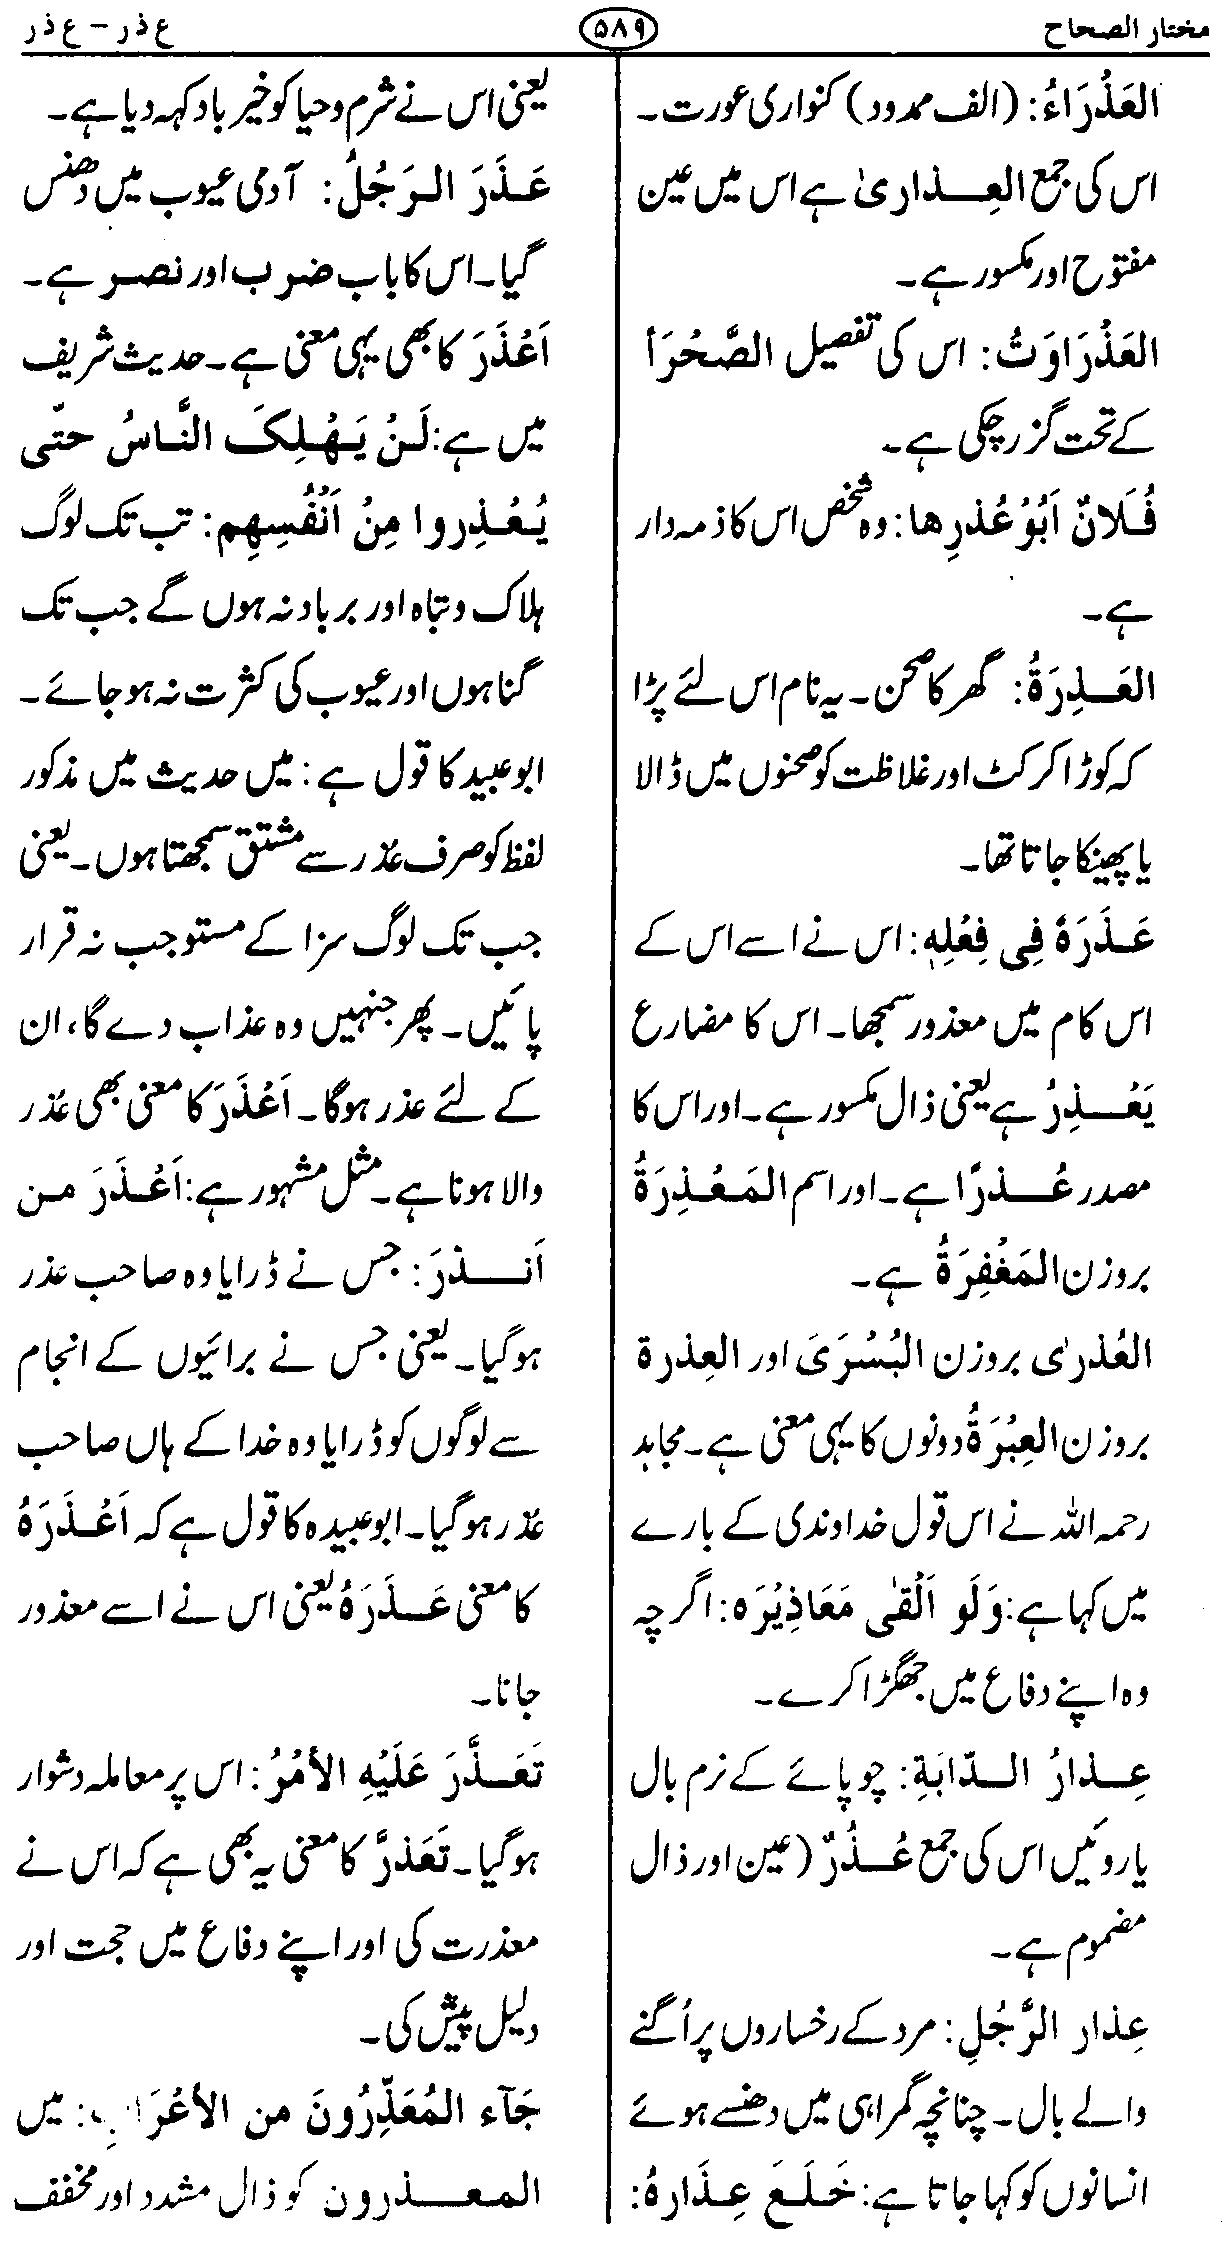 مختار الصحاح
۵۸۹
ع ذر – ع ذر
العَذْرَاءُ: (الف ممدود) کنواری عورت۔
اس کی جمع العِذاریٰ ہے اس میں عین
مفتوح اور مکسور ہے۔
العَذْرَاوَتُ: اس کی تفصیل الصَّحْرَأ
کے تحت گزر چکی ہے۔
فُلَانٌ اَبُوْ عُذرِها: وہ شخص اس کا ذمہ دار
ہے۔
العَذِرَةُ: گھر کا صحن۔ یہ نام اس لئے پڑا
کہ کوڑا کرکٹ اور غلاظت کو صحنوں میں ڈالا
یا پھینکا جاتا تھا۔
عَذَرَهٗ فِی فِعْلِهٖ: اس نے اسے اس کے
اس کام میں معذور سمجھا۔ اس کا مضارع
یَعْذِرُ ہے یعنی ذال مکسور ہے۔ اور اس کا
مصدر عُذرًا ہے۔ اور اسم المَعْذِرَةُ
بروزن المَغْفِرَةُ ہے۔
العُذرٰی بروزن البُسْرَیَ اور العِذرة
بروزن العِبْرَةُ دونوں کا یہی معنی ہے۔ مجاہد
رحمہ اللہ نے اس قول خداوندی کے بارے
میں کہا ہے: وَلَو اَلْقٰی مَعَاذِیْرَہ: اگرچہ
وہ اپنے دفاع میں جھگڑا کرے۔
عِذارُ الدّابَةِ: چوپائے کے نرم بال
یا روئیں اس کی جمع عُذُرٌ (عین اور ذال
مضموم ہے۔
عِذار الرَّجُلِ: مرد کے رخساروں پر اُگنے
والے بال۔ چنانچہ گمراہی میں دھنسے ہوئے
انسانوں کو کہا جاتا ہے: خَلَعَ عِذَارهُ:
یعنی اس نے شرم و حیا کو خیر باد کہہ دیا ہے۔
عَذَرَ الرَجُلُ: آدمی عیوب میں دھنس
گیا۔ اس کا باب ضرب اور نصر ہے۔
اَعْذَرَ کا بھی یہی معنی ہے۔ حدیث شریف
میں ہے: لَنْ یَهْلِکَ النَّاسُ حتّی
یُعْذِروا مِنْ اَنْفُسِهِم: تب تک لوگ
ہلاک و تباہ اور برباد نہ ہوں گے جب تک
گناہوں اور عیوب کی کثرت نہ ہو جائے۔
ابو عبید کا قول ہے: میں حدیث میں مذکور
لفظ کو صرف عذر سے مشتق سمجھتا ہوں۔ یعنی
جب تک لوگ سزا کے مستوجب نہ قرار
پائیں۔ پھر جنہیں وہ عذاب دے گا، ان
کے لئے عذر ہوگا۔ اَعْذَرَ کا معنی بھی عذر
والا ہونا ہے۔ مثل مشہور ہے: اَعْذَرَ من
اَنذرَ: جس نے ڈرایا وہ صاحب عذر
ہوگیا۔ یعنی جس نے برائیوں کے انجام
سے لوگوں کو ڈرایا وہ خدا کے ہاں صاحب
عذر ہوگیا۔ ابو عبیدہ کا قول ہے کہ اَعْذَرَهُ
کا معنی عَذَرَهُ یعنی اس نے اسے معذور
جانا۔
تَعَذَّرَ عَلَیْهِ الأمْرُ: اس پر معاملہ دشوار
ہوگیا۔ تَعَذرَّ کا معنی یہ بھی ہے کہ اس نے
معذرت کی اور اپنے دفاع میں حجت اور
دلیل پیش کی۔
جَآء المُعَذِّرُونَ من الأعْرَابِ: میں
المعذرون کو ذال مشدد اور مخفف